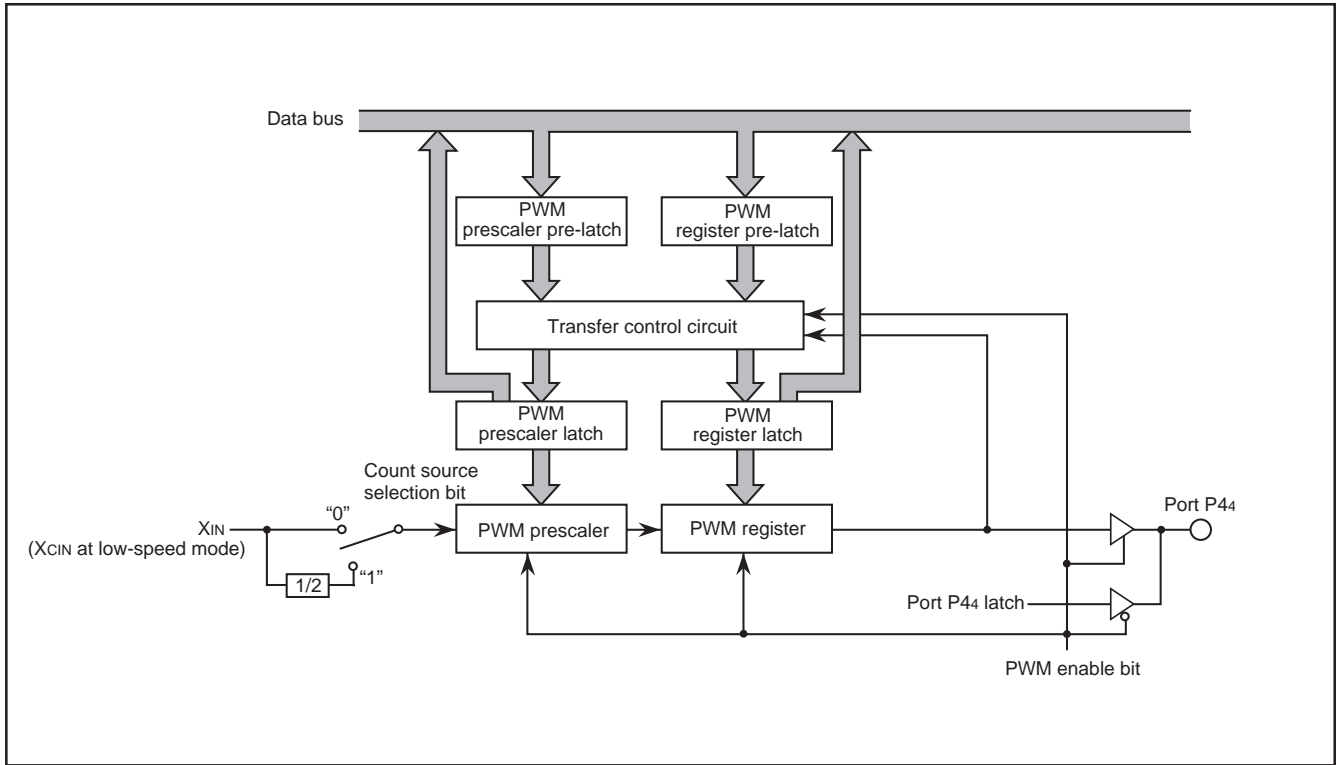 Data bus
PWM
prescaler pre-latch
PWM
register pre-latch
Transfer control circuit
PWM
prescaler latch
PWM
register latch
Count source
selection bit
“0”
XIN
(XCIN at low-speed mode)
“1”
1/2
PWM prescaler
PWM register
Port P44
Port P44 latch
PWM enable bit